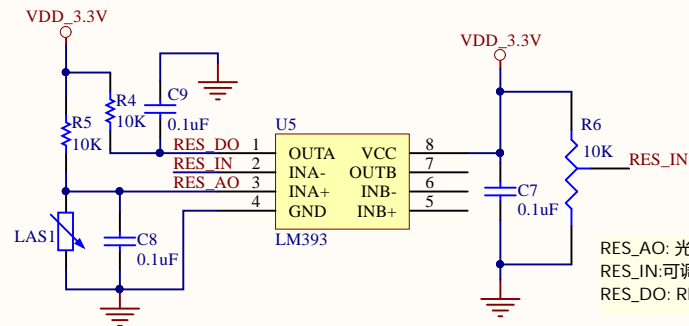 VDD_3.3V
VDD_3.3V
R4
10K
C9
0.1uF
R5
10K
U5
R6
10K
RES_DO 1 OUTA VCC 8
RES_IN 2 INA- OUTB 7
RES_AO 3 INA+ INB- 6
4 GND INB+ 5
LM393
RES_IN
C7
0.1uF
LAS1
C8
0.1uF
RES_AO: 光
RES_IN:可调
RES_DO: R